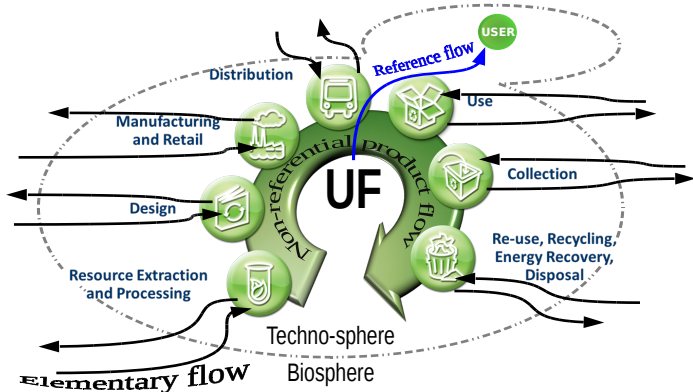 USER
Reference flow
Distribution
Use
Manufacturing
and Retail
Non-referential product flow
UF
Collection
Design
Re-use, Recycling,
Energy Recovery,
Disposal
Resource Extraction
and Processing
Techno-sphere
Elementary flow
Biosphere